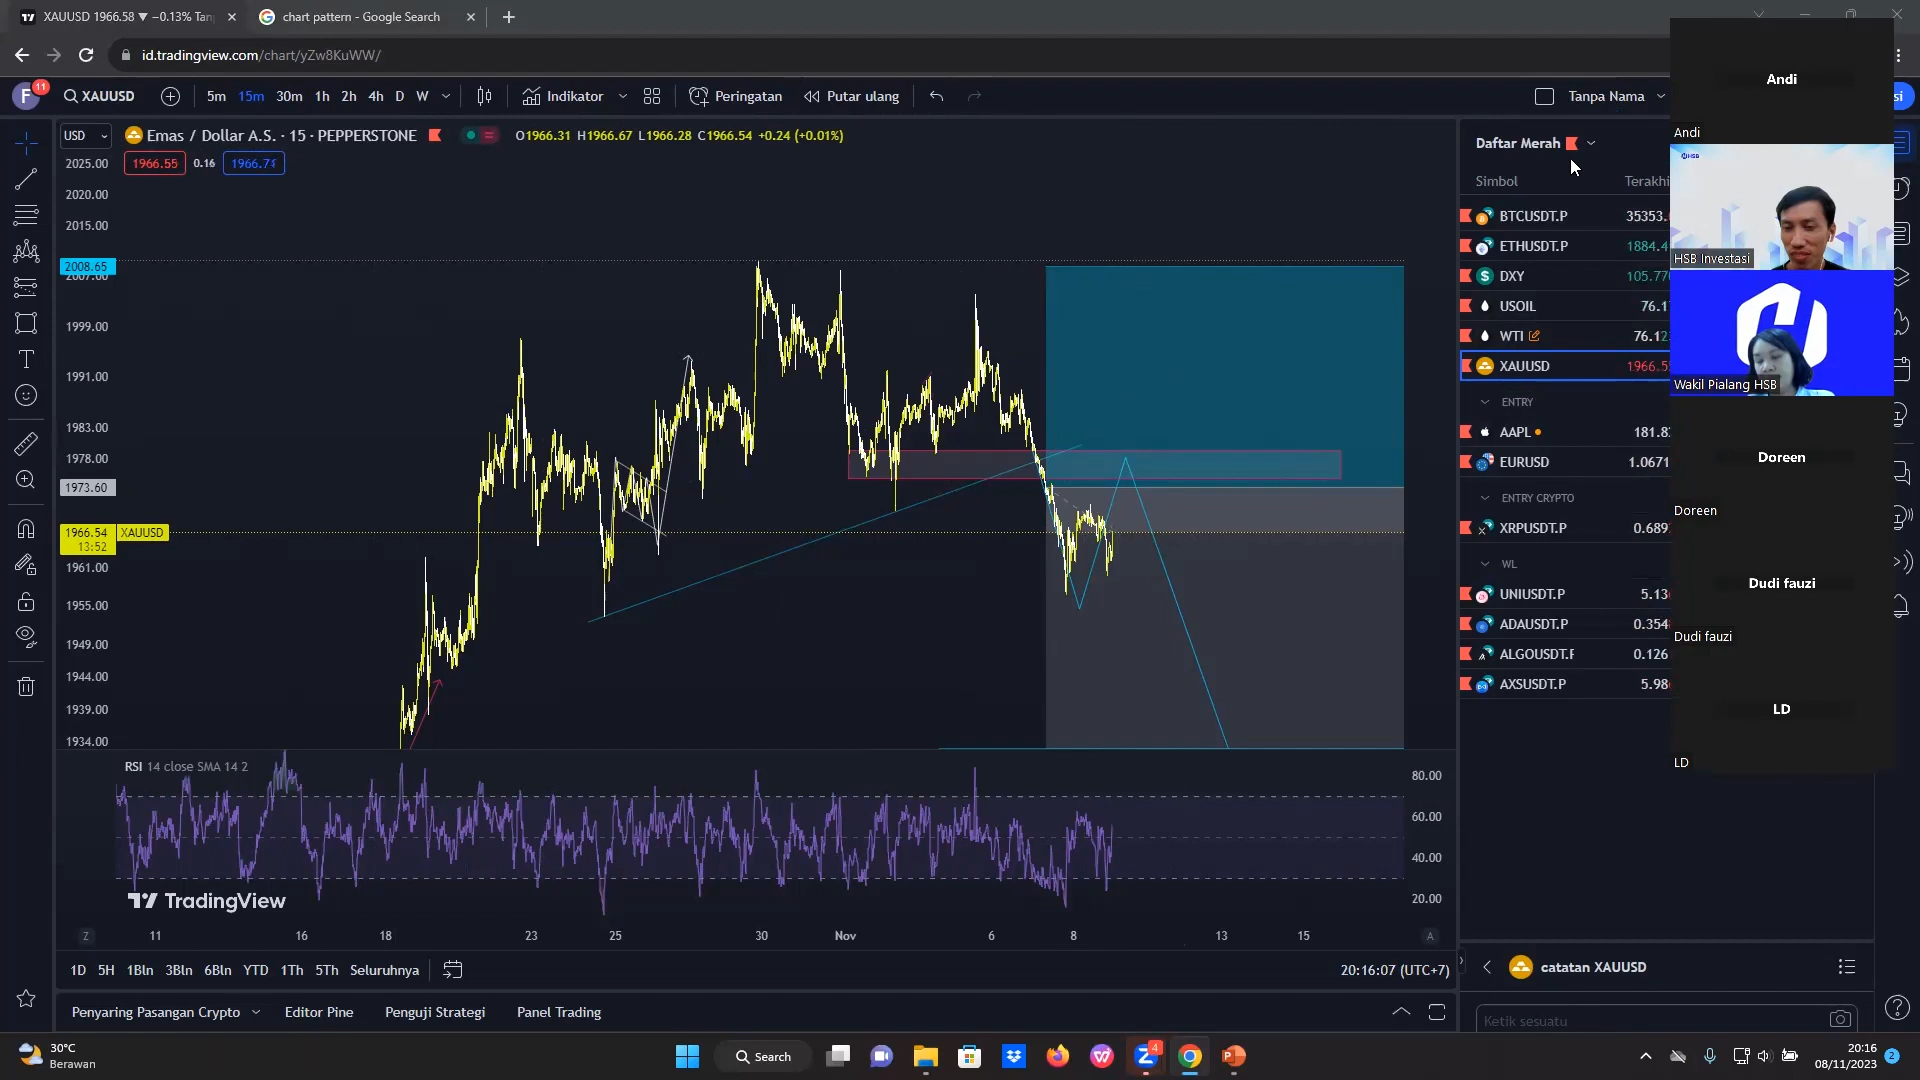 XAUUSD 1966.58 ▼ −0.13% Tan
chart pattern - Google Search
id.tradingview.com/chart/yZw8KuWW/
F 11 XAUUSD 5m 15m 30m 1h 2h 4h D W Indikator Peringatan Putar ulang Tanpa Nama si
USD Emas / Dollar A.S. · 15 · PEPPERSTONE O1966.31 H1966.67 L1966.28 C1966.54 +0.24 (+0.01%)
1966.55 0.16 1966.71
2025.00
2020.00
2015.00
2008.65
2007.00
1999.00
1991.00
1983.00
1978.00
1973.60
1966.54 XAUUSD
13:52
1961.00
1955.00
1949.00
1944.00
1939.00
1934.00
RSI 14 close SMA 14 2
80.00
60.00
40.00
20.00
TradingView
Z 11 16 18 23 25 30 Nov 6 8 13 15 A
1D 5H 1Bln 3Bln 6Bln YTD 1Th 5Th Seluruhnya 20:16:07 (UTC+7)
Penyaring Pasangan Crypto Editor Pine Penguji Strategi Panel Trading
Daftar Merah
Simbol Terakhi
BTCUSDT.P 35353.
ETHUSDT.P 1884.4
DXY 105.770
USOIL 76.1
WTI 76.12
XAUUSD 1966.5
ENTRY
AAPL 181.8
EURUSD 1.0671
ENTRY CRYPTO
XRPUSDT.P 0.689
WL
UNIUSDT.P 5.13
ADAUSDT.P 0.354
ALGOUSDT.F 0.126
AXSUSDT.P 5.98
catatan XAUUSD
Ketik sesuatu
Andi
Andi
HSB
HSB Investasi
Wakil Pialang HSB
Doreen
Doreen
Dudi fauzi
Dudi fauzi
LD
LD
30°C
Berawan
Search
4
20:16
08/11/2023
2